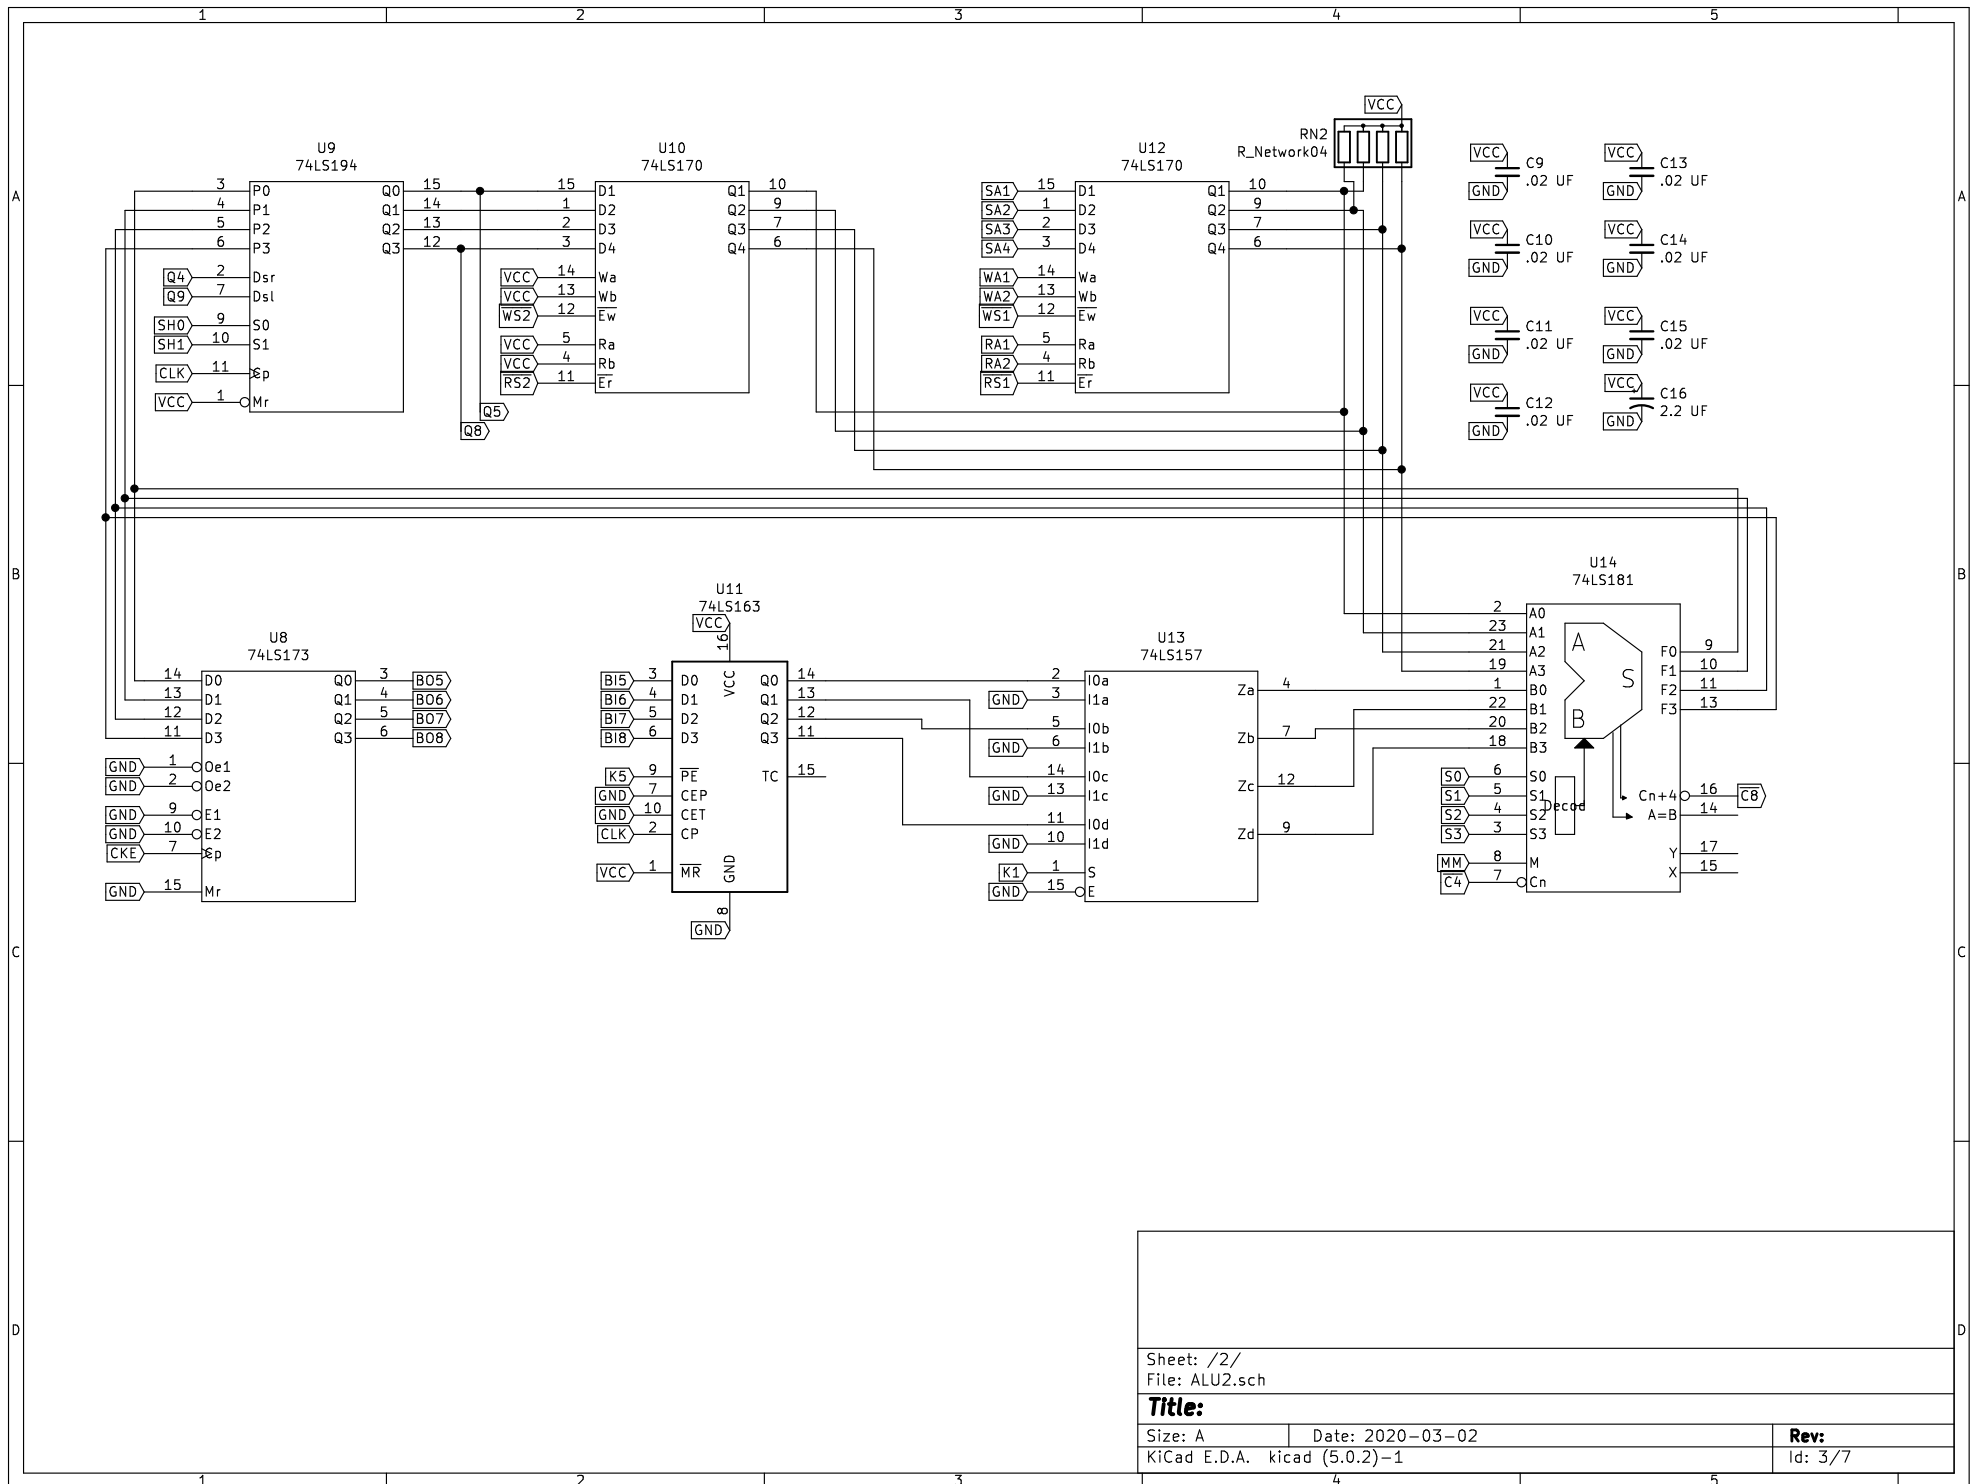 1 2 3 4 5
A
B
C
D
A
B
C
D
U9
74LS194
3 P0
4 P1
5 P2
6 P3
Q4 2 Dsr
Q9 7 Dsl
SH0 9 S0
SH1 10 S1
CLK 11 Cp
VCC 1 Mr
Q0 15
Q1 14
Q2 13
Q3 12
Q5
Q8
U10
74LS170
15 D1
1 D2
2 D3
3 D4
VCC 14 Wa
VCC 13 Wb
WS2 12 Ew
VCC 5 Ra
VCC 4 Rb
RS2 11 Er
Q1 10
Q2 9
Q3 7
Q4 6
U12
74LS170
SA1 15 D1
SA2 1 D2
SA3 2 D3
SA4 3 D4
WA1 14 Wa
WA2 13 Wb
WS1 12 Ew
RA1 5 Ra
RA2 4 Rb
RS1 11 Er
Q1 10
Q2 9
Q3 7
Q4 6
VCC
RN2
R_Network04
VCC
C9
.02 UF
GND
VCC
C13
.02 UF
GND
VCC
C10
.02 UF
GND
VCC
C14
.02 UF
GND
VCC
C11
.02 UF
GND
VCC
C15
.02 UF
GND
VCC
C12
.02 UF
GND
VCC
C16
2.2 UF
GND
U8
74LS173
14 D0
13 D1
12 D2
11 D3
GND 1 Oe1
GND 2 Oe2
GND 9 E1
GND 10 E2
CKE 7 Cp
GND 15 Mr
Q0 3 BO5
Q1 4 BO6
Q2 5 BO7
Q3 6 BO8
U11
74LS163
VCC
16
VCC
BI5 3 D0
BI6 4 D1
BI7 5 D2
BI8 6 D3
K5 9 PE
GND 7 CEP
GND 10 CET
CLK 2 CP
VCC 1 MR
Q0 14
Q1 13
Q2 12
Q3 11
TC 15
GND
8
GND
U13
74LS157
2 I0a
GND 3 I1a
5 I0b
GND 6 I1b
14 I0c
GND 13 I1c
11 I0d
GND 10 I1d
K1 1 S
GND 15 E
Za 4
Zb 7
Zc 12
Zd 9
U14
74LS181
2 A0
23 A1
21 A2
19 A3
1 B0
22 B1
20 B2
18 B3
S0 6 S0
S1 5 S1
S2 4 S2
S3 3 S3
MM 8 M
C4 7 Cn
A
B
S
Decod
F0 9
F1 10
F2 11
F3 13
Cn+4 16 C8
A=B 14
Y 17
X 15
Sheet: /2/
File: ALU2.sch
Title:
Size: A Date: 2020-03-02 Rev:
KiCad E.D.A. kicad (5.0.2)-1 Id: 3/7
1 2 3 4 5